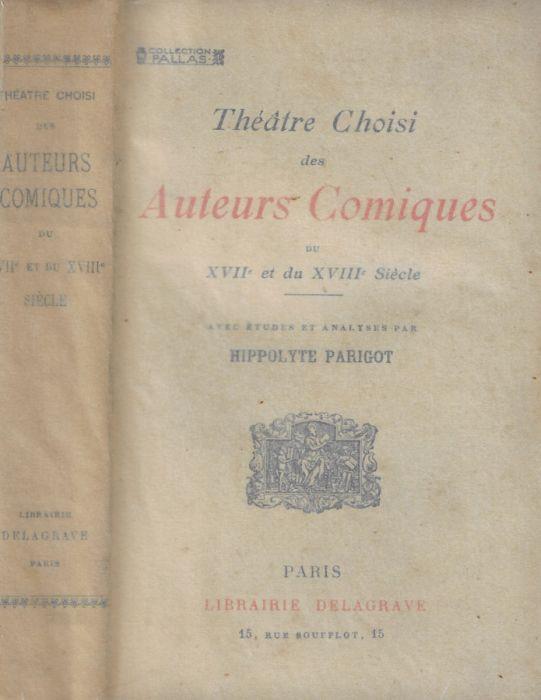 THÉATRE CHOISI
DES
AUTEURS
COMIQUES
DU
VIIe ET DU XVIIIe
SIÈCLE
LIBRAIRIE
DELAGRAVE
PARIS
COLLECTION
PALLAS
Théâtre Choisi
des
Auteurs Comiques
DU
XVIIe et du XVIIIe Siècle
AVEC ÉTUDES ET ANALYSES PAR
HIPPOLYTE PARIGOT
PARIS
LIBRAIRIE DELAGRAVE
15, RUE SOUFFLOT, 15